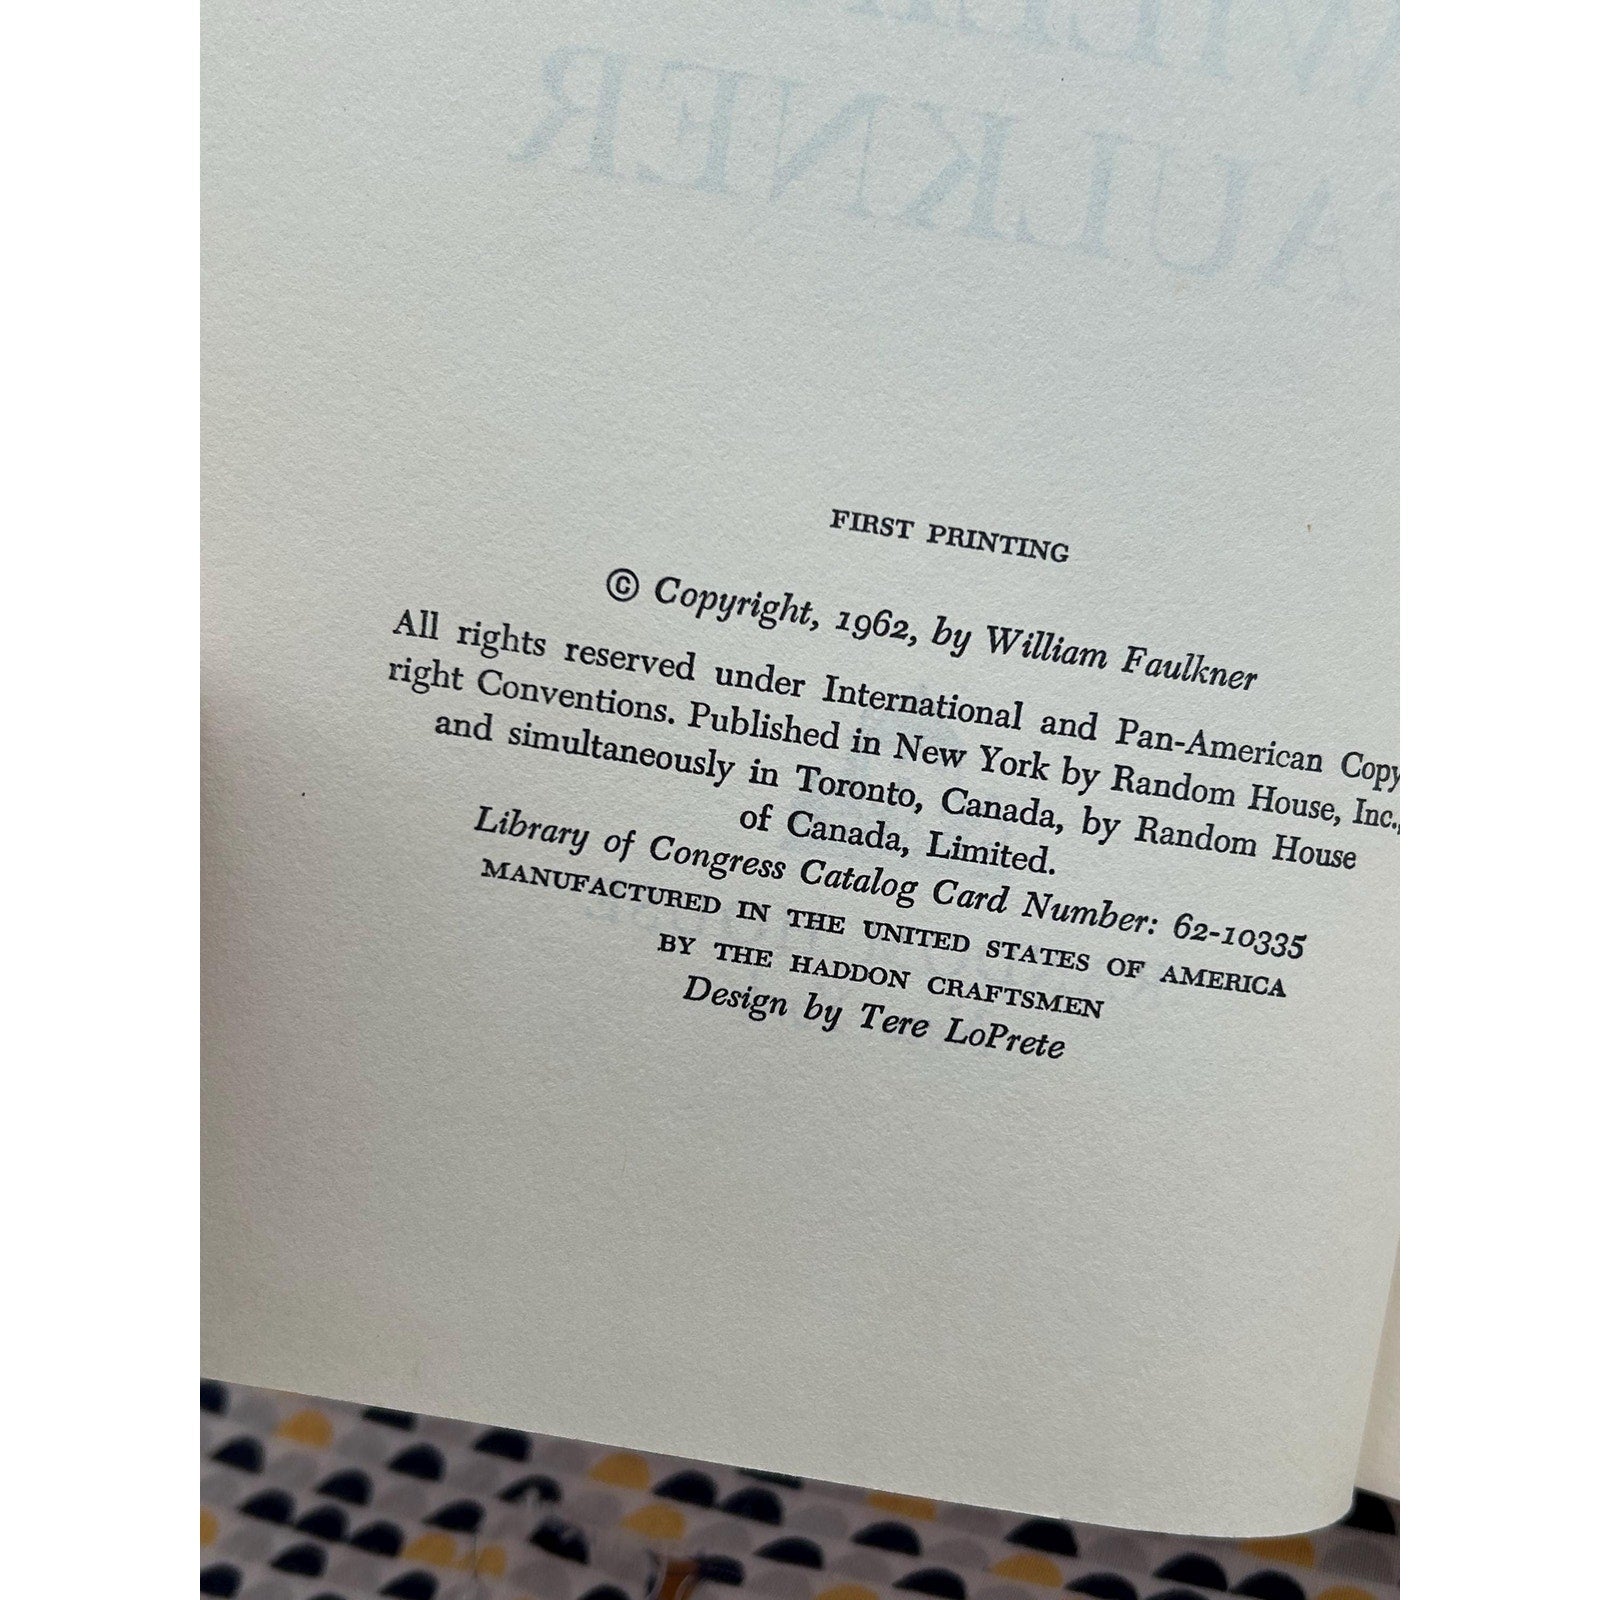 FAULKNER
FIRST PRINTING
© Copyright, 1962, by William Faulkner
All rights reserved under International and Pan-American Copy
right Conventions. Published in New York by Random House, Inc.,
and simultaneously in Toronto, Canada, by Random House
of Canada, Limited.
Library of Congress Catalog Card Number: 62-10335
MANUFACTURED IN THE UNITED STATES OF AMERICA
BY THE HADDON CRAFTSMEN
Design by Tere LoPrete